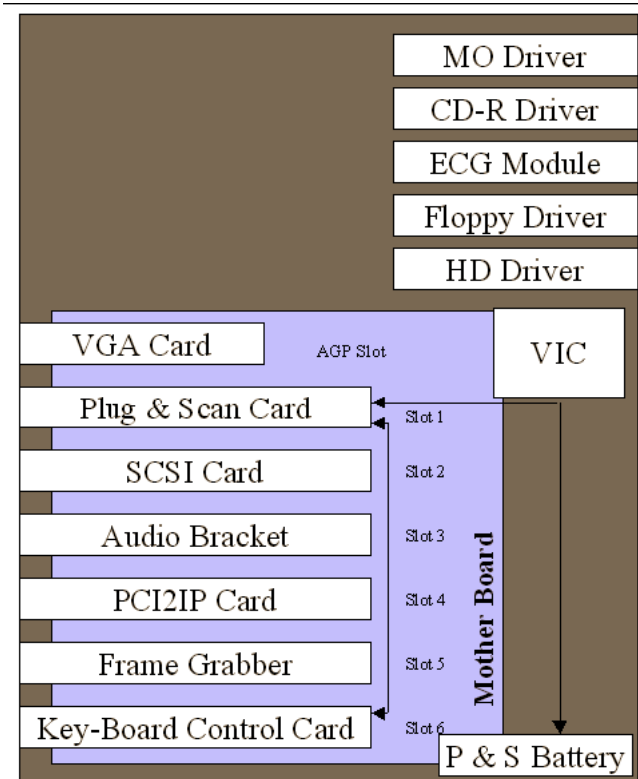 MO Driver
CD-R Driver
ECG Module
Floppy Driver
HD Driver
VGA Card
AGP Slot
VIC
Plug & Scan Card
Slot 1
SCSI Card
Slot 2
Audio Bracket
Slot 3
PCI2IP Card
Slot 4
Frame Grabber
Slot 5
Key-Board Control Card
Slot 6
Mother Board
P & S Battery